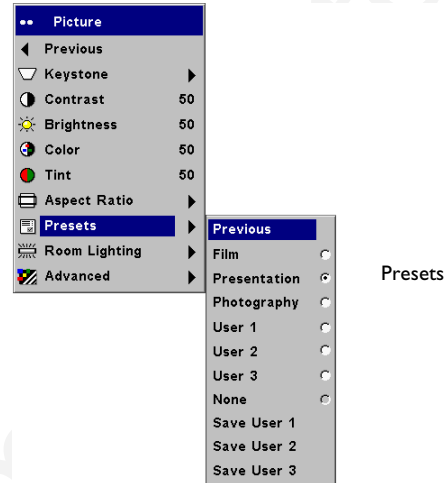 Picture
Previous
Keystone
Contrast 50
Brightness 50
Color 50
Tint 50
Aspect Ratio
Presets
Room Lighting
Advanced
Previous
Film
Presentation
Photography
User 1
User 2
User 3
None
Save User 1
Save User 2
Save User 3
Presets